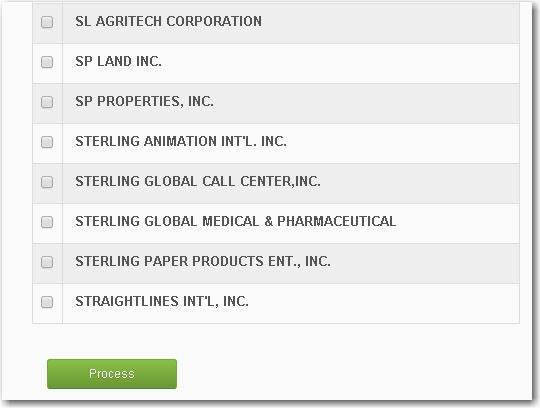 SL AGRITECH CORPORATION
SP LAND INC.
SP PROPERTIES, INC.
STERLING ANIMATION INT'L. INC.
STERLING GLOBAL CALL CENTER,INC.
STERLING GLOBAL MEDICAL & PHARMACEUTICAL
STERLING PAPER PRODUCTS ENT., INC.
STRAIGHTLINES INT'L, INC.
Process